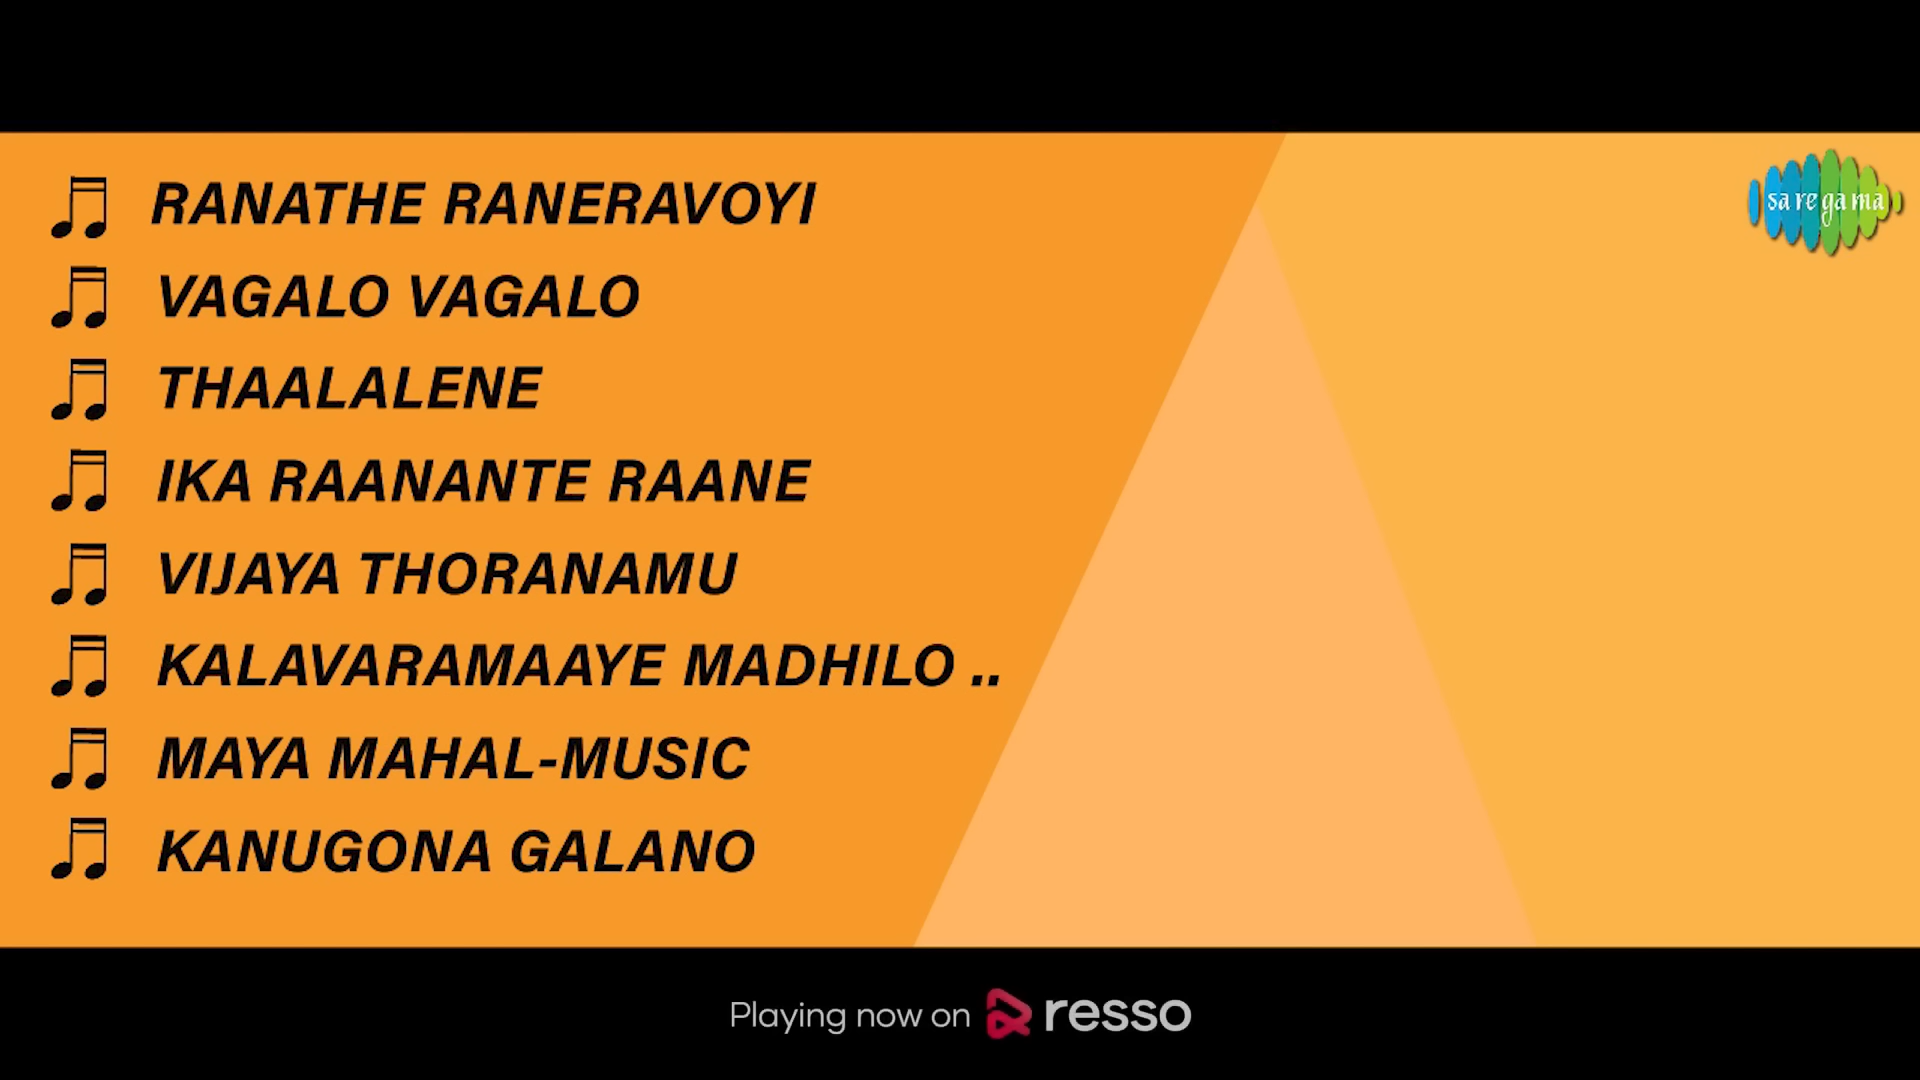 RANATHE RANERAVOYI
sa re ga ma
VAGALO VAGALO
THAALALENE
IKA RAANANTE RAANE
VIJAYA THORANAMU
KALAVARAMAAYE MADHILO ..
MAYA MAHAL-MUSIC
KANUGONA GALANO
Playing now on resso